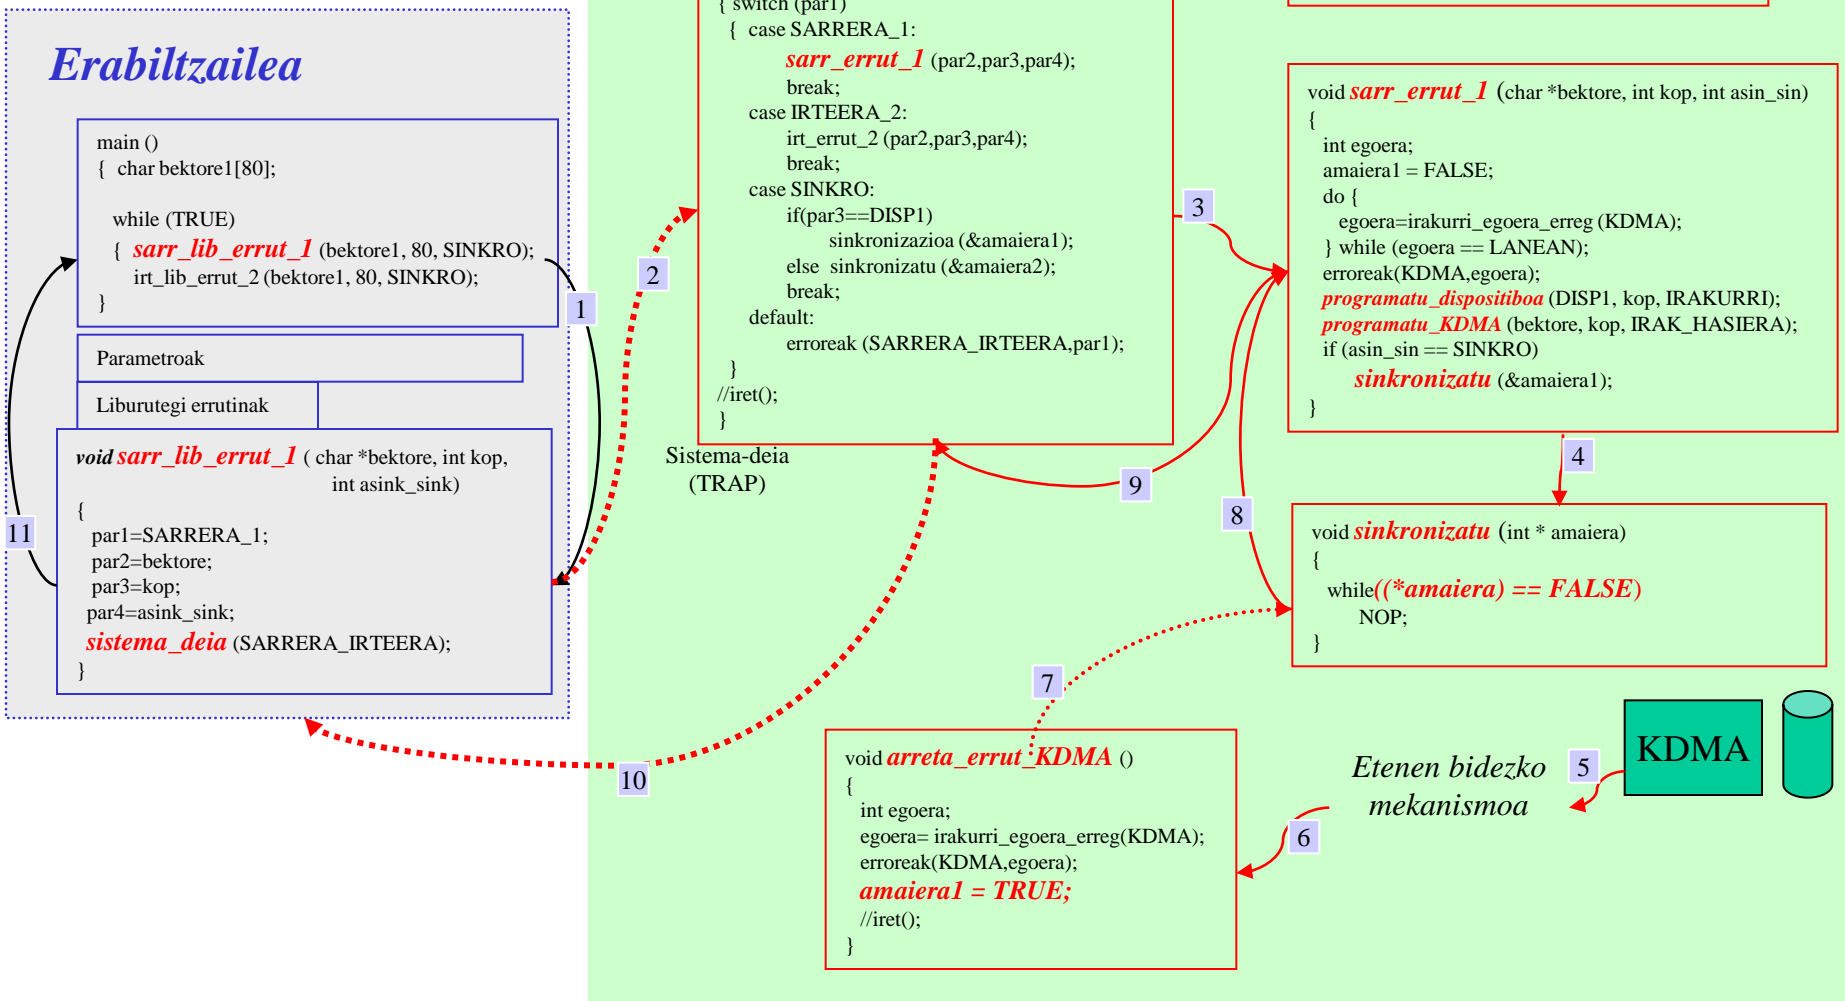 Erabiltzailea
main ()
{ char bektore1[80];
while (TRUE)
{ sarr_lib_errut_1 (bektore1, 80, SINKRO);
irt_lib_errut_2 (bektore1, 80, SINKRO);
}
Parametroak
Liburutegi errutinak
void sarr_lib_errut_1 ( char *bektore, int kop,
int asink_sink)
{
par1=SARRERA_1;
par2=bektore;
par3=kop;
par4=asink_sink;
sistema_deia (SARRERA_IRTEERA);
}
11
1
2
{ switch (par1)
{ case SARRERA_1:
sarr_errut_1 (par2,par3,par4);
break;
case IRTEERA_2:
irt_errut_2 (par2,par3,par4);
break;
case SINKRO:
if(par3==DISP1)
sinkronizazioa (&amaiera1);
else sinkronizatu (&amaiera2);
break;
default:
erroreak (SARRERA_IRTEERA,par1);
}
//iret();
}
Sistema-deia
(TRAP)
3
9
8
10
void sarr_errut_1 (char *bektore, int kop, int asin_sin)
{
int egoera;
amaiera1 = FALSE;
do {
egoera=irakurri_egoera_erreg (KDMA);
} while (egoera == LANEAN);
erroreak(KDMA,egoera);
programatu_dispositiboa (DISP1, kop, IRAKURRI);
programatu_KDMA (bektore, kop, IRAK_HASIERA);
if (asin_sin == SINKRO)
sinkronizatu (&amaiera1);
}
4
void sinkronizatu (int * amaiera)
{
while((*amaiera) == FALSE)
NOP;
}
7
void arreta_errut_KDMA ()
{
int egoera;
egoera= irakurri_egoera_erreg(KDMA);
erroreak(KDMA,egoera);
amaiera1 = TRUE;
//iret();
}
6
Etenen bidezko
mekanismoa
5
KDMA